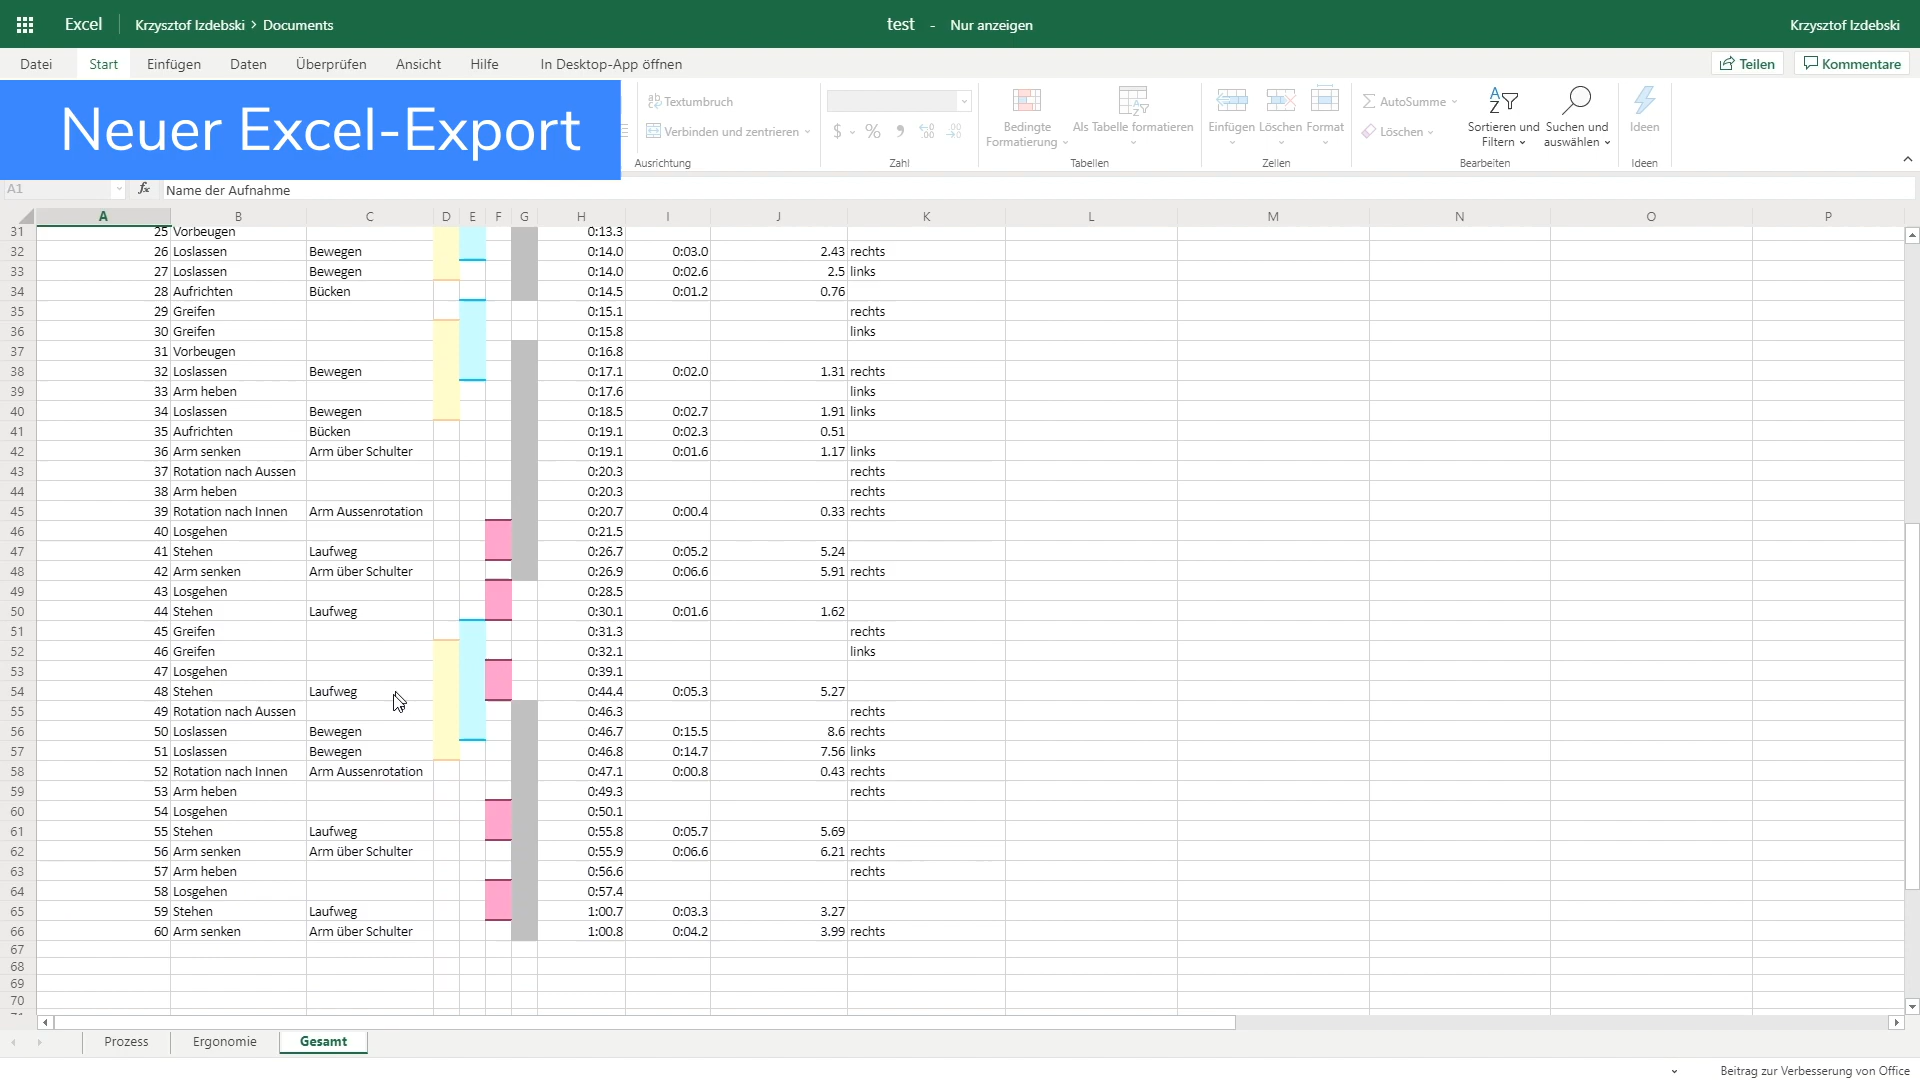 Excel Krzysztof Izdebski > Documents test - Nur anzeigen Krzysztof Izdebski
Datei Start Einfügen Daten Überprüfen Ansicht Hilfe In Desktop-App öffnen Teilen Kommentare
Neuer Excel-Export
Textumbruch AutoSumme
Verbinden und zentrieren $ % Bedingte Formatierung Als Tabelle formatieren Einfügen Löschen Format Löschen Sortieren und Filtern Suchen und auswählen Ideen
Ausrichtung Zahl Tabellen Zellen Bearbeiten Ideen
A1 fx Name der Aufnahme
A B C D E F G H I J K L M N O P
31 25 Vorbeugen 0:13.3
32 26 Loslassen Bewegen 0:14.0 0:03.0 2.43 rechts
33 27 Loslassen Bewegen 0:14.0 0:02.6 2.5 links
34 28 Aufrichten Bücken 0:14.5 0:01.2 0.76
35 29 Greifen 0:15.1 rechts
36 30 Greifen 0:15.8 links
37 31 Vorbeugen 0:16.8
38 32 Loslassen Bewegen 0:17.1 0:02.0 1.31 rechts
39 33 Arm heben 0:17.6 links
40 34 Loslassen Bewegen 0:18.5 0:02.7 1.91 links
41 35 Aufrichten Bücken 0:19.1 0:02.3 0.51
42 36 Arm senken Arm über Schulter 0:19.1 0:01.6 1.17 links
43 37 Rotation nach Aussen 0:20.3 rechts
44 38 Arm heben 0:20.3 rechts
45 39 Rotation nach Innen Arm Aussenrotation 0:20.7 0:00.4 0.33 rechts
46 40 Losgehen 0:21.5
47 41 Stehen Laufweg 0:26.7 0:05.2 5.24
48 42 Arm senken Arm über Schulter 0:26.9 0:06.6 5.91 rechts
49 43 Losgehen 0:28.5
50 44 Stehen Laufweg 0:30.1 0:01.6 1.62
51 45 Greifen 0:31.3 rechts
52 46 Greifen 0:32.1 links
53 47 Losgehen 0:39.1
54 48 Stehen Laufweg 0:44.4 0:05.3 5.27
55 49 Rotation nach Aussen 0:46.3 rechts
56 50 Loslassen Bewegen 0:46.7 0:15.5 8.6 rechts
57 51 Loslassen Bewegen 0:46.8 0:14.7 7.56 links
58 52 Rotation nach Innen Arm Aussenrotation 0:47.1 0:00.8 0.43 rechts
59 53 Arm heben 0:49.3 rechts
60 54 Losgehen 0:50.1
61 55 Stehen Laufweg 0:55.8 0:05.7 5.69
62 56 Arm senken Arm über Schulter 0:55.9 0:06.6 6.21 rechts
63 57 Arm heben 0:56.6 rechts
64 58 Losgehen 0:57.4
65 59 Stehen Laufweg 1:00.7 0:03.3 3.27
66 60 Arm senken Arm über Schulter 1:00.8 0:04.2 3.99 rechts
67
68
69
70
Prozess Ergonomie Gesamt
Beitrag zur Verbesserung von Office